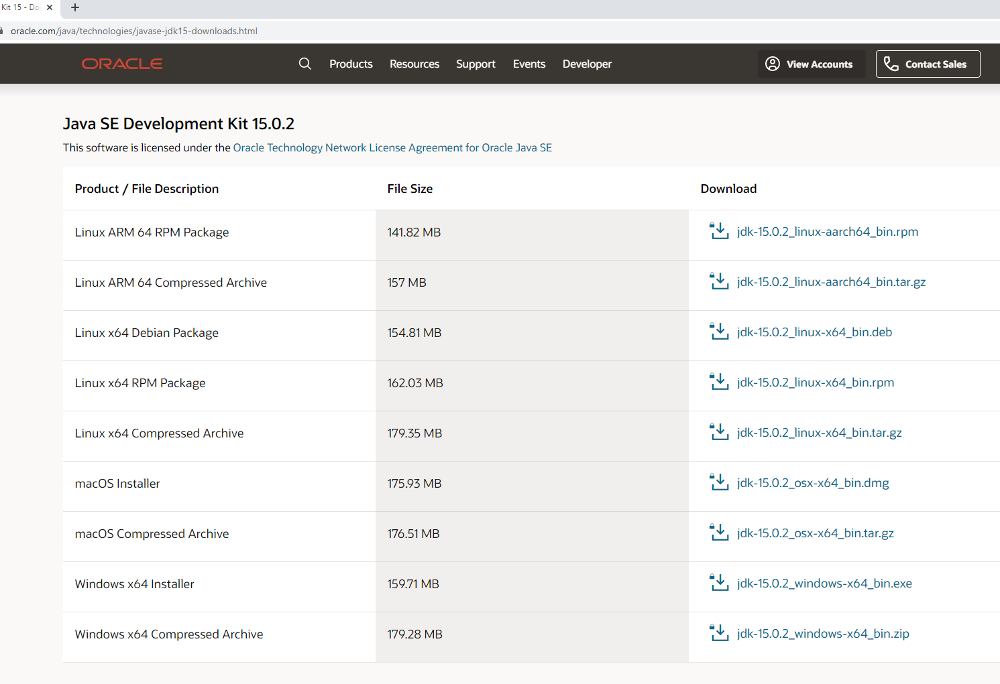 Kit 15 - Do
oracle.com/java/technologies/javase-jdk15-downloads.html
ORACLE Products Resources Support Events Developer View Accounts Contact Sales
Java SE Development Kit 15.0.2
This software is licensed under the Oracle Technology Network License Agreement for Oracle Java SE
Product / File Description File Size Download
Linux ARM 64 RPM Package 141.82 MB jdk-15.0.2_linux-aarch64_bin.rpm
Linux ARM 64 Compressed Archive 157 MB jdk-15.0.2_linux-aarch64_bin.tar.gz
Linux x64 Debian Package 154.81 MB jdk-15.0.2_linux-x64_bin.deb
Linux x64 RPM Package 162.03 MB jdk-15.0.2_linux-x64_bin.rpm
Linux x64 Compressed Archive 179.35 MB jdk-15.0.2_linux-x64_bin.tar.gz
macOS Installer 175.93 MB jdk-15.0.2_osx-x64_bin.dmg
macOS Compressed Archive 176.51 MB jdk-15.0.2_osx-x64_bin.tar.gz
Windows x64 Installer 159.71 MB jdk-15.0.2_windows-x64_bin.exe
Windows x64 Compressed Archive 179.28 MB jdk-15.0.2_windows-x64_bin.zip